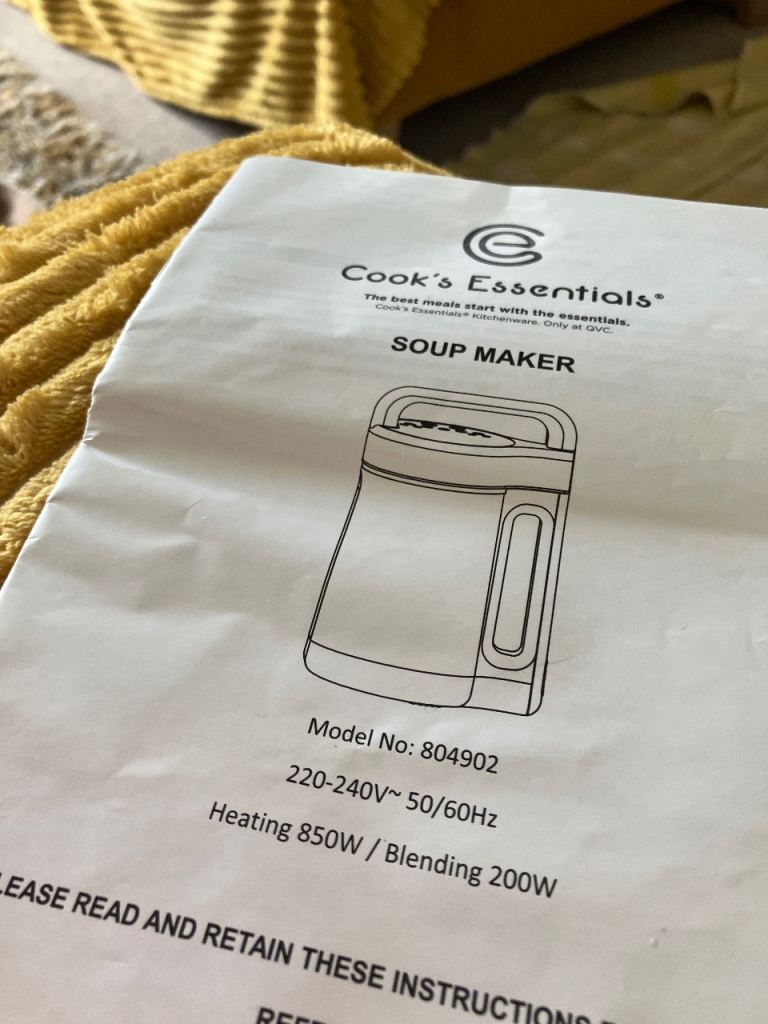 Cook's Essentials®
The best meals start with the essentials.
Cook's Essentials® Kitchenware. Only at QVC.
SOUP MAKER
Model No: 804902
220-240V~ 50/60Hz
Heating 850W / Blending 200W
LEASE READ AND RETAIN THESE INSTRUCTIONS